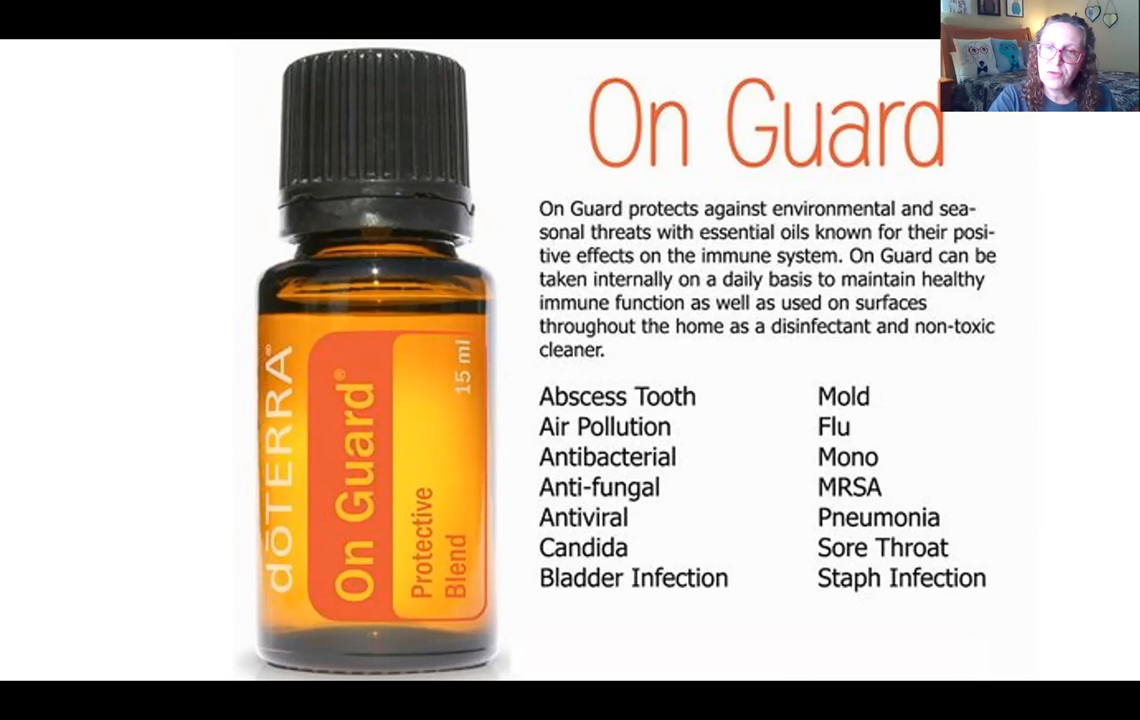 On Guard
On Guard protects against environmental and sea-
sonal threats with essential oils known for their posi-
tive effects on the immune system. On Guard can be
taken internally on a daily basis to maintain healthy
immune function as well as used on surfaces
throughout the home as a disinfectant and non-toxic
cleaner.
Abscess Tooth
Air Pollution
Antibacterial
Anti-fungal
Antiviral
Candida
Bladder Infection
Mold
Flu
Mono
MRSA
Pneumonia
Sore Throat
Staph Infection
dōTERRA®
On Guard®
Protective
Blend
15 ml